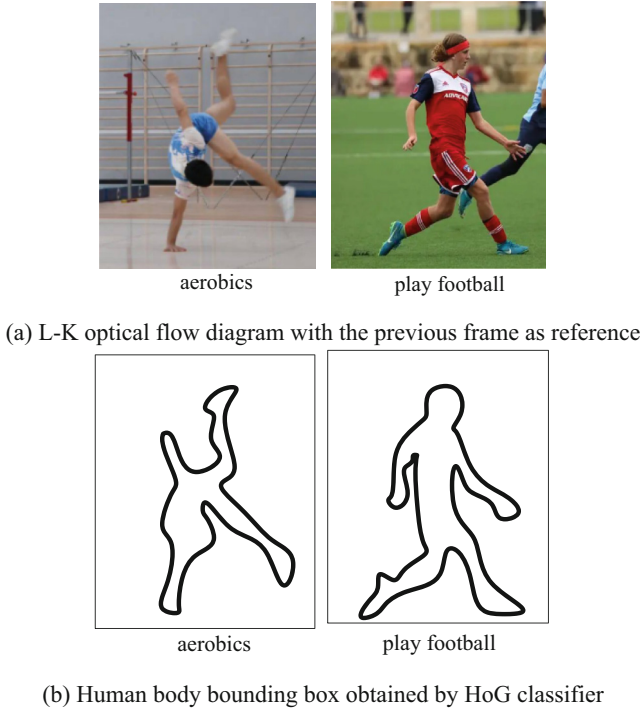 ADVOCARE
aerobics
play football
(a) L-K optical flow diagram with the previous frame as reference
aerobics
play football
(b) Human body bounding box obtained by HoG classifier